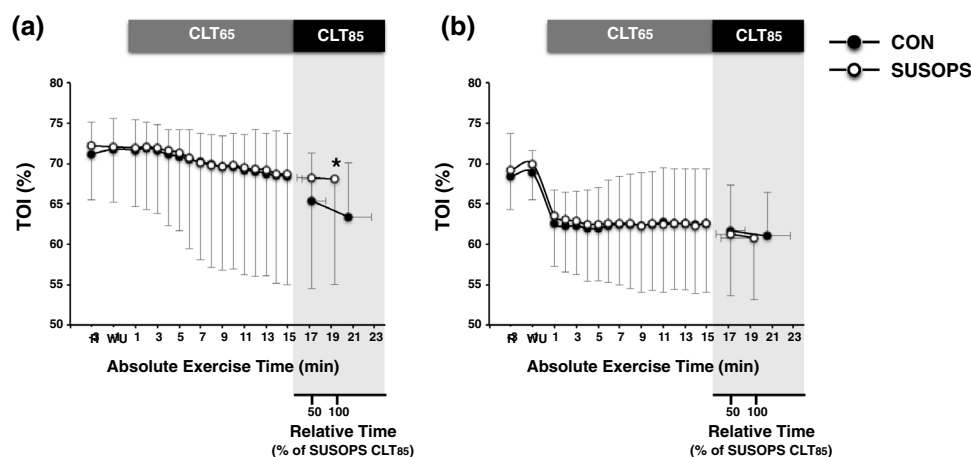 (a)
CLT65
CLT85
TOI (%)
80
75
70
65
60
55
50
WU
1
3
5
7
9
11
13
15
17
19
21
23
*
Absolute Exercise Time (min)
50
100
Relative Time
(% of SUSOPS CLT85)
(b)
CLT65
CLT85
CON
SUSOPS
TOI (%)
80
75
70
65
60
55
50
1
3
5
7
9
11
13
15
17
19
21
23
Absolute Exercise Time (min)
50
100
Relative Time
(% of SUSOPS CLT85)